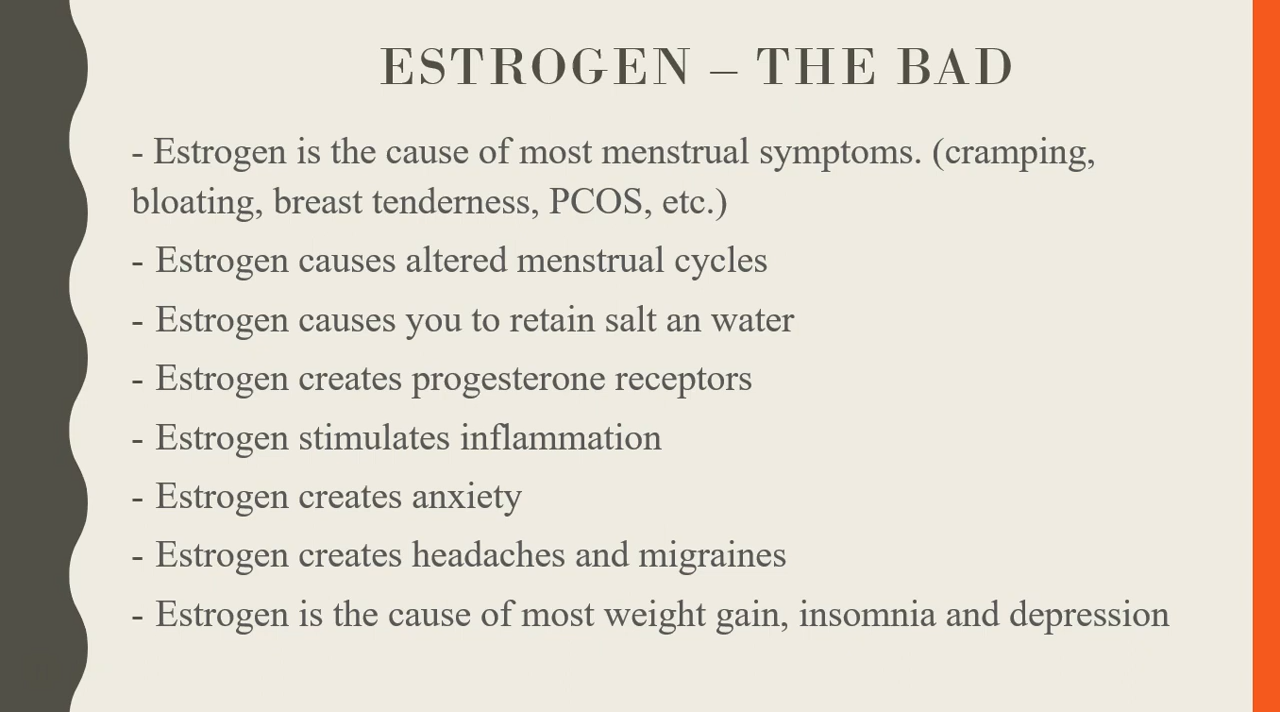 ESTROGEN – THE BAD
- Estrogen is the cause of most menstrual symptoms. (cramping,
bloating, breast tenderness, PCOS, etc.)
- Estrogen causes altered menstrual cycles
- Estrogen causes you to retain salt an water
- Estrogen creates progesterone receptors
- Estrogen stimulates inflammation
- Estrogen creates anxiety
- Estrogen creates headaches and migraines
- Estrogen is the cause of most weight gain, insomnia and depression